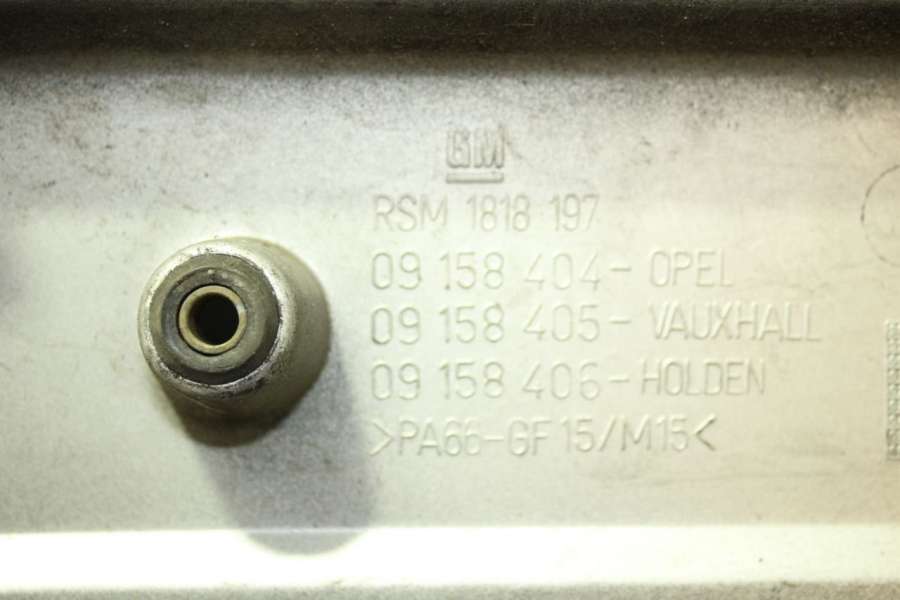 GM
RSM 1818 197
09 158 404 - OPEL
09 158 405 - VAUXHALL
09 158 406 - HOLDEN
>PA66-GF15/M15<